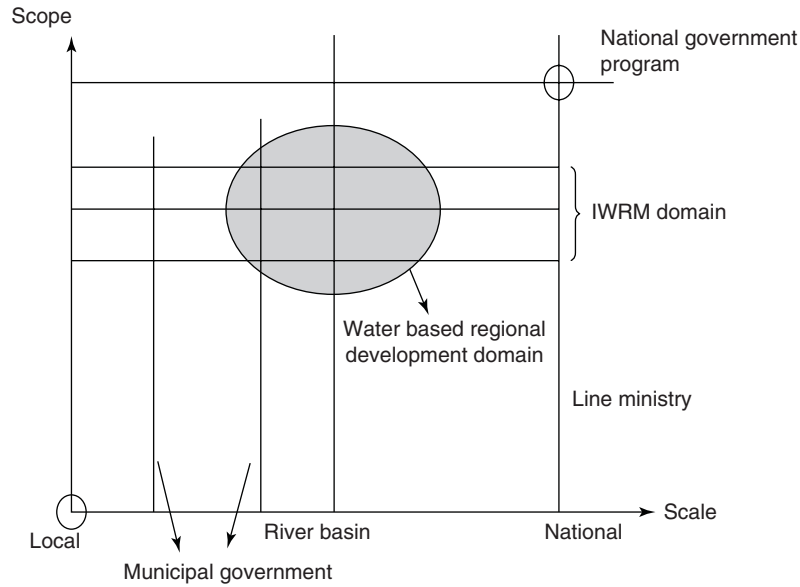 Scope
National government
program
IWRM domain
Water based regional
development domain
Line ministry
Scale
Local
River basin
National
Municipal government